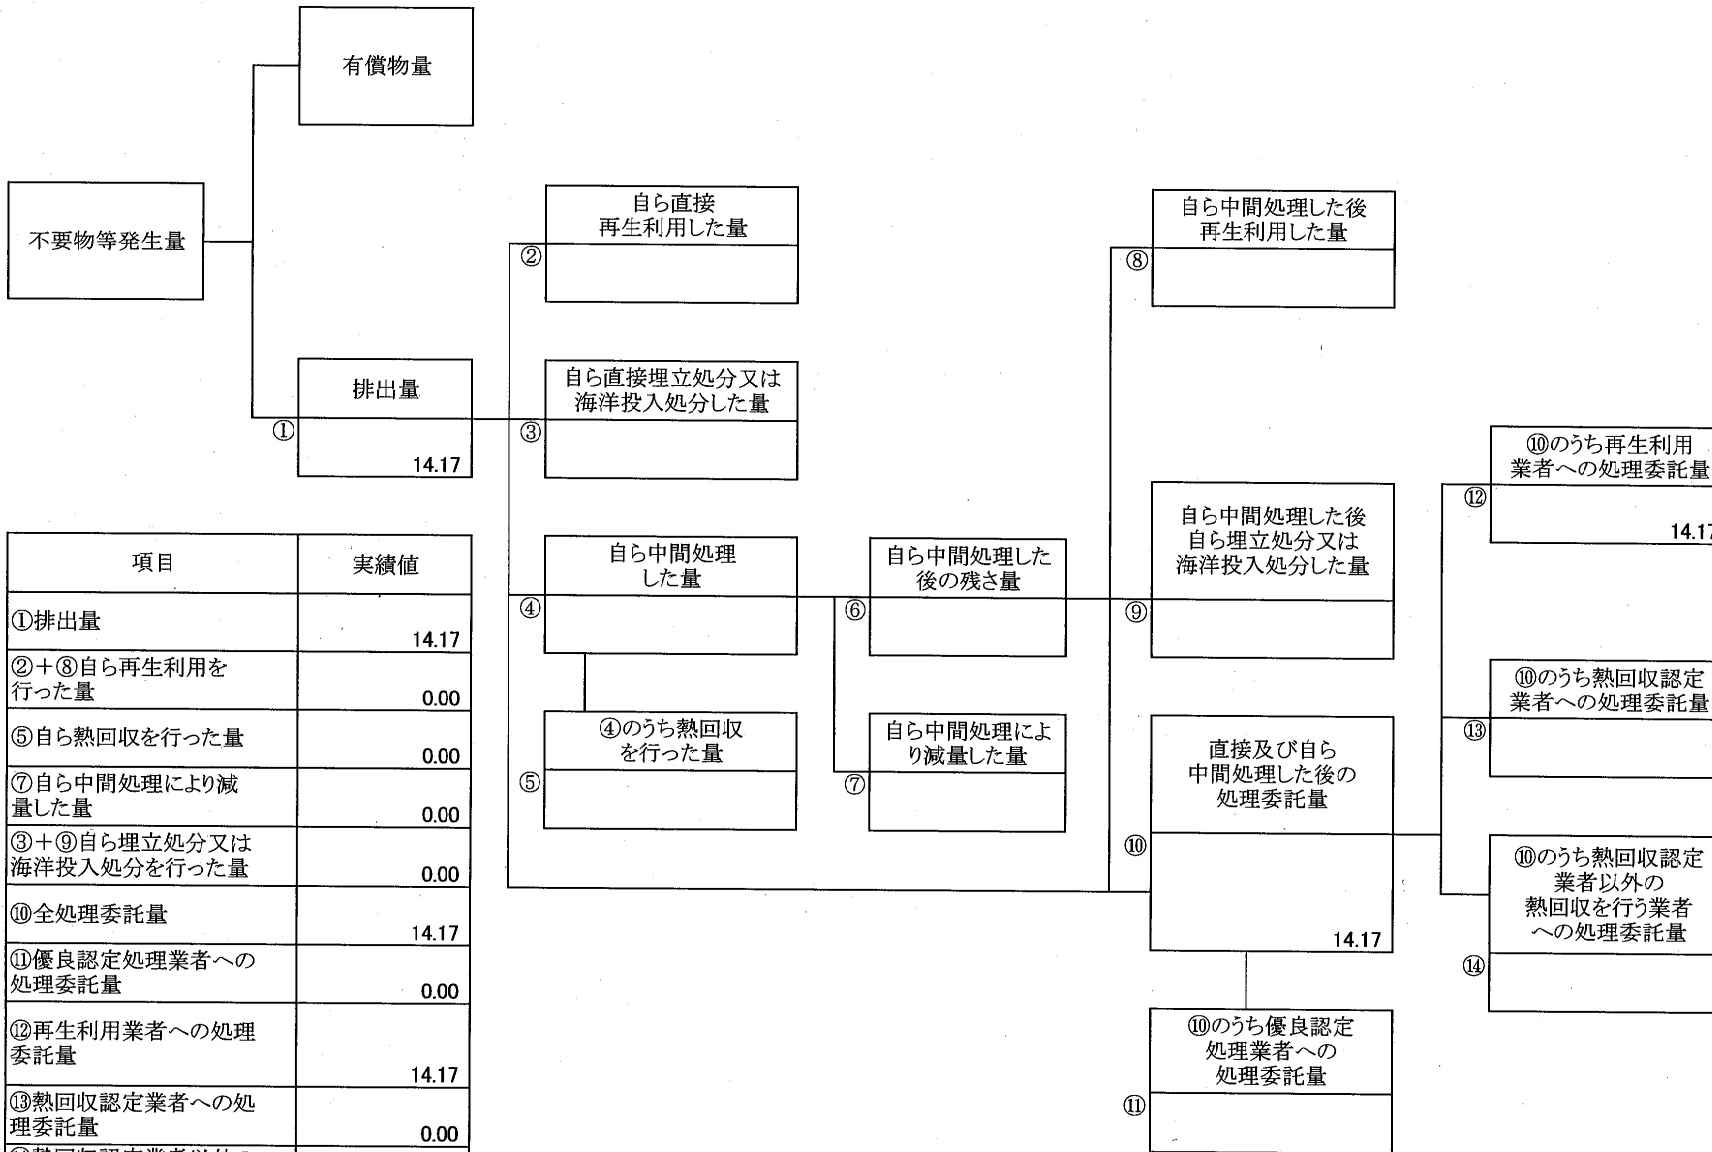 有償物量
不要物等発生量
自ら直接
再生利用した量
②
自ら中間処理した後
再生利用した量
⑧
排出量
①
14.17
自ら直接埋立処分又は
海洋投入処分した量
③
⑩のうち再生利用
業者への処理委託量
⑫
14.17
自ら中間処理
した量
④
自ら中間処理した
後の残さ量
⑥
自ら中間処理した後
自ら埋立処分又は
海洋投入処分した量
⑨
④のうち熱回収
を行った量
⑤
自ら中間処理によ
り減量した量
⑦
直接及び自ら
中間処理した後の
処理委託量
⑩
14.17
⑩のうち熱回収認定
業者への処理委託量
⑬
⑩のうち熱回収認定
業者以外の
熱回収を行う業者
への処理委託量
⑭
⑩のうち優良認定
処理業者への
処理委託量
⑪
項目 実績値
①排出量
14.17
②+⑧自ら再生利用を
行った量
0.00
⑤自ら熱回収を行った量
0.00
⑦自ら中間処理により減
量した量
0.00
③+⑨自ら埋立処分又は
海洋投入処分を行った量
0.00
⑩全処理委託量
14.17
⑪優良認定処理業者への
処理委託量
0.00
⑫再生利用業者への処理
委託量
14.17
⑬熱回収認定業者への処
理委託量
0.00